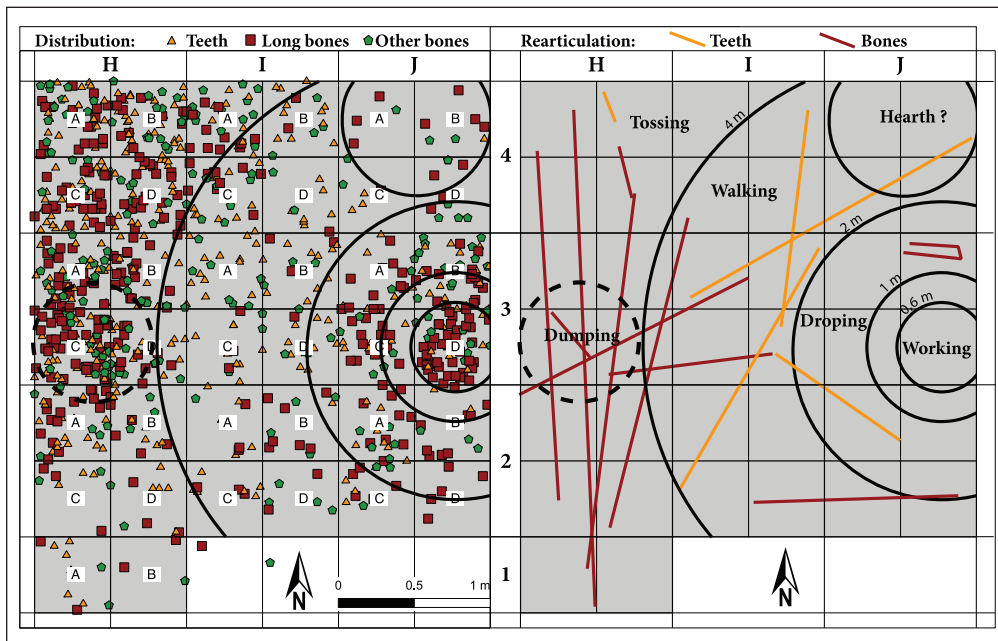 Distribution: Teeth Long bones Other bones
Rearticulation: Teeth Bones
H I J
H I J
A B A B A B
C D C D C D
A B A B A B
C D C D C D
A B A B A B
C D C D C D
A B
4
3
2
1
N
0 0.5 1 m
Tossing
4 m
Hearth ?
Walking
2 m
1 m
0,6 m
Dumping
Droping
Working
N